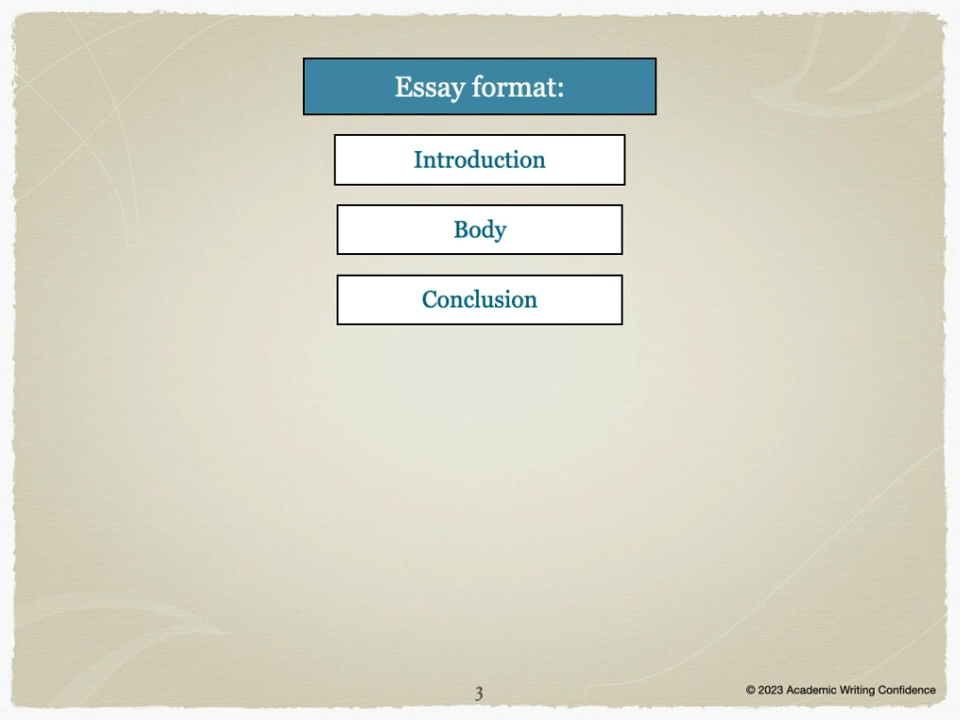 Essay format:
Introduction
Body
Conclusion
3
© 2023 Academic Writing Confidence